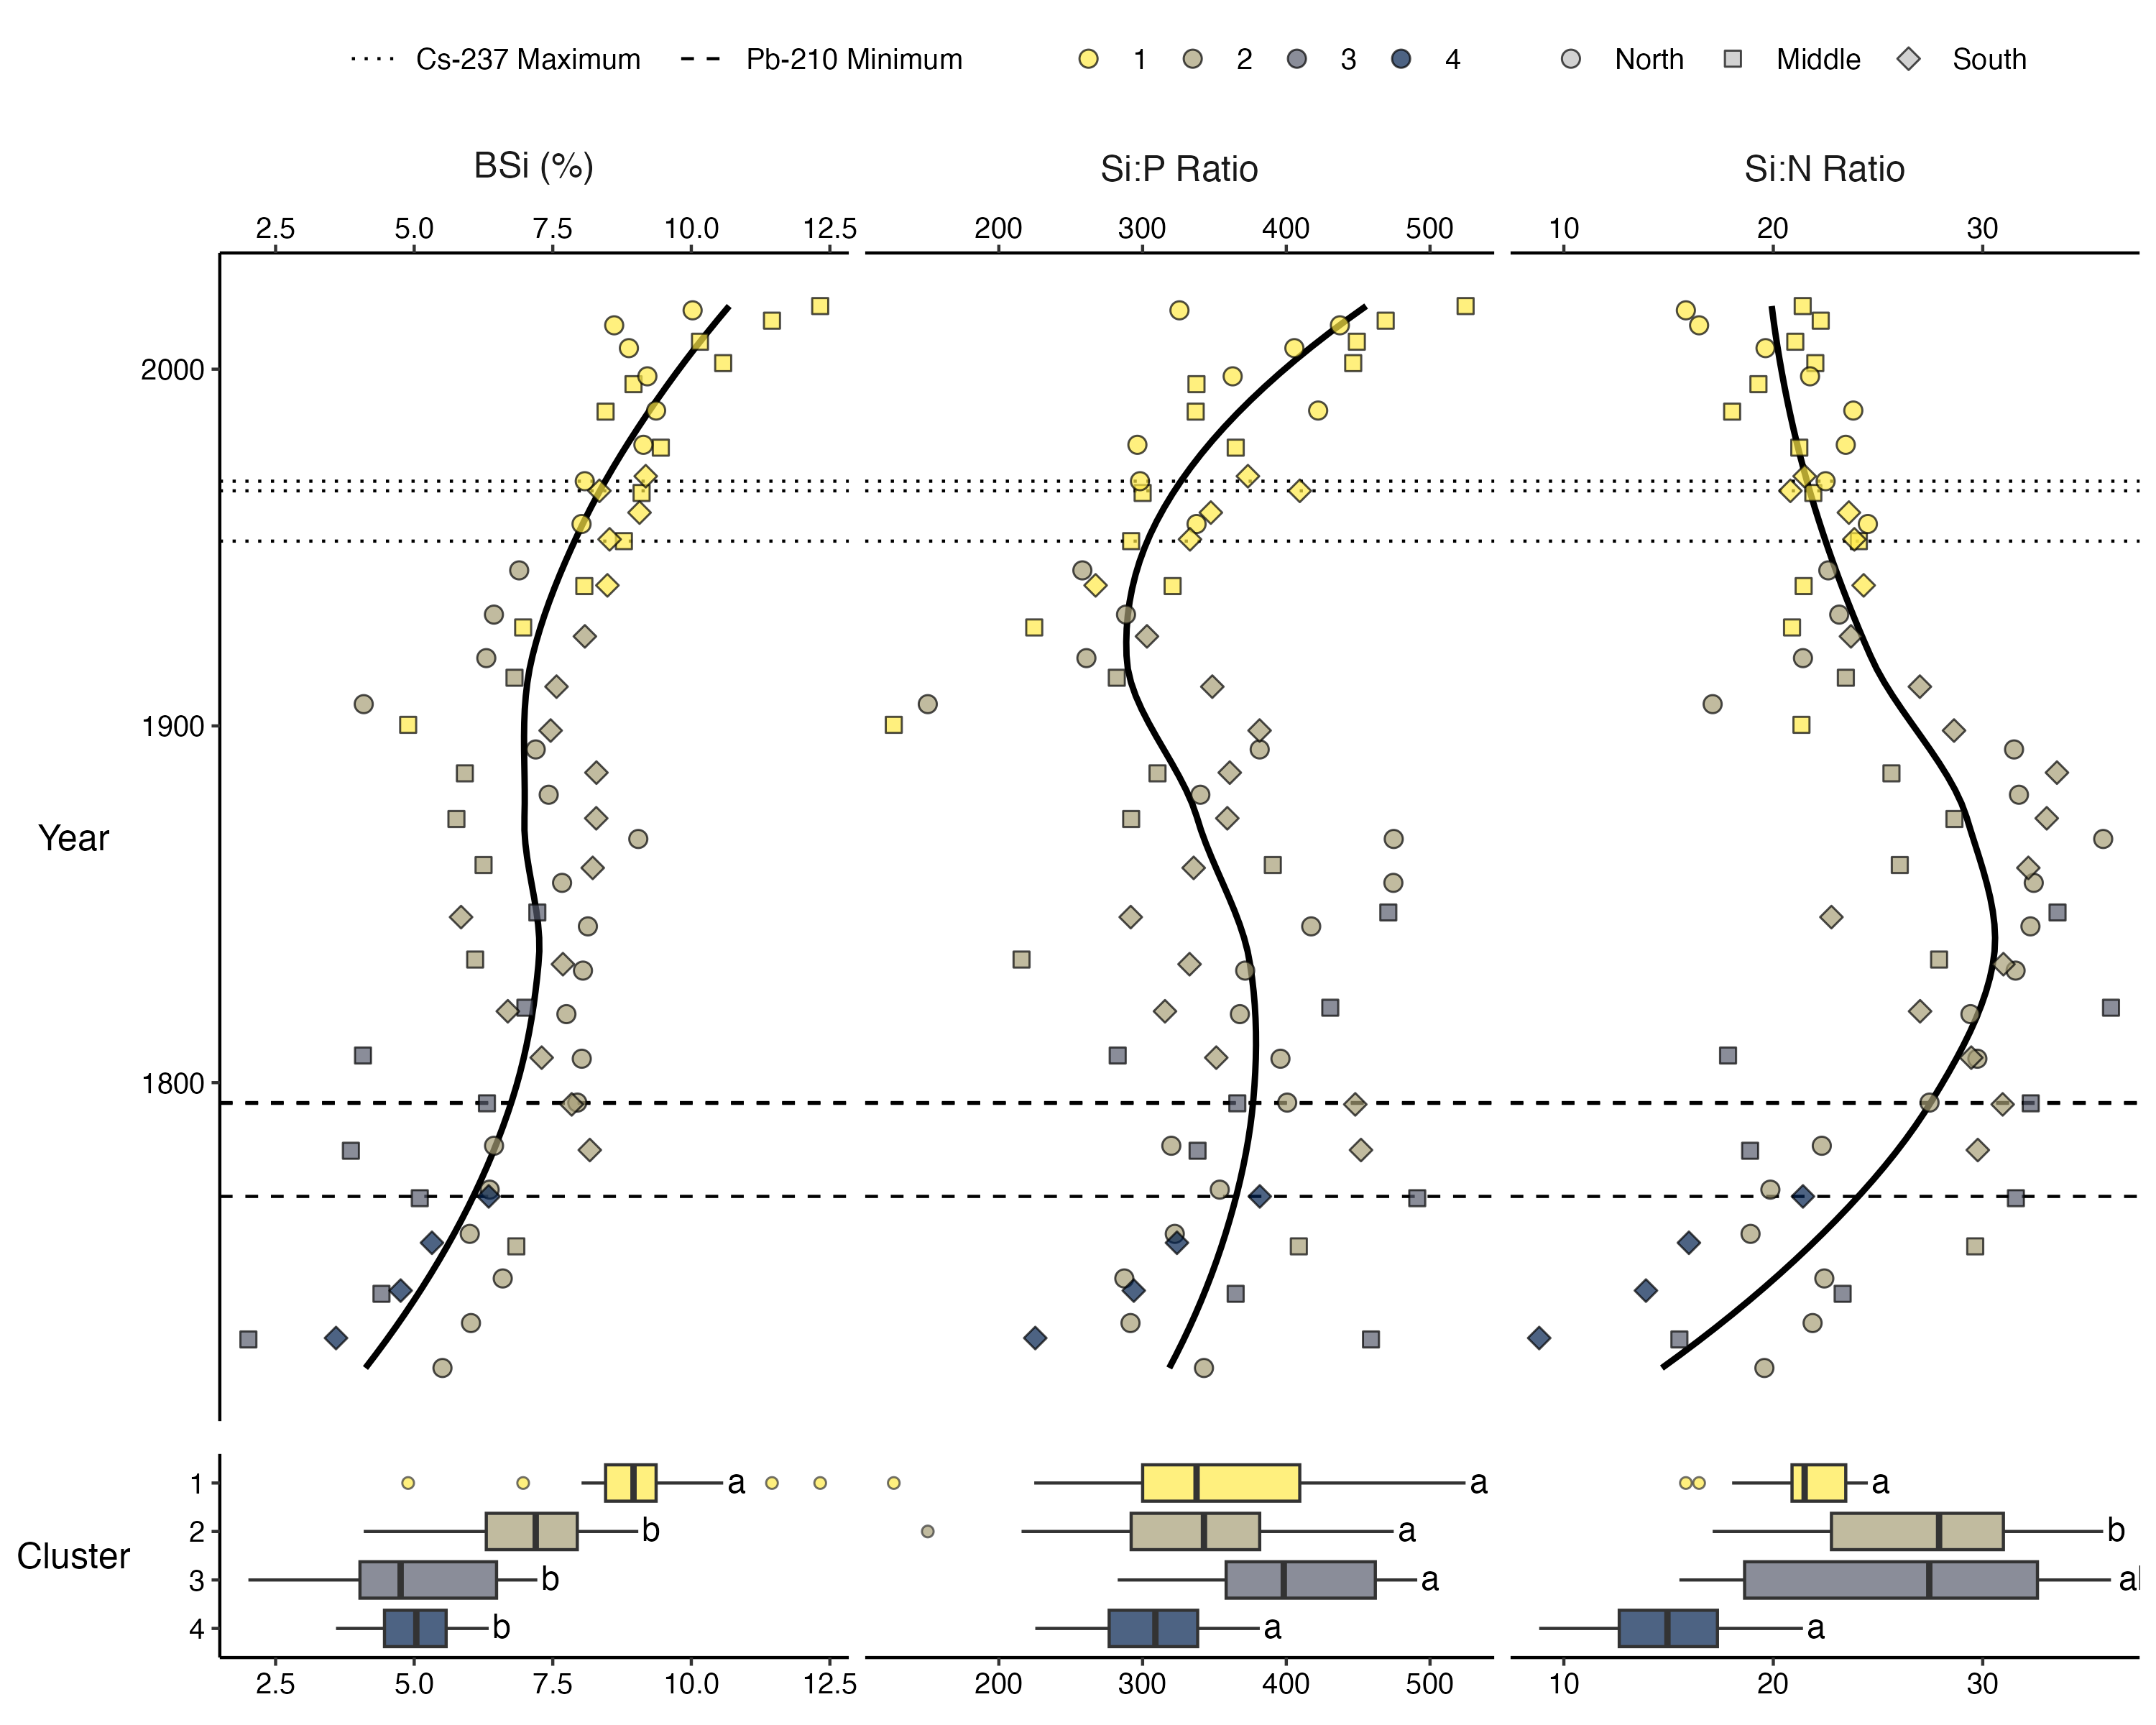 Cs-237 Maximum Pb-210 Minimum 1 2 3 4 North Middle South
BSi (%) Si:P Ratio Si:N Ratio
2.5 5.0 7.5 10.0 12.5 200 300 400 500 10 20 30
2000
1900
Year
1800
1 a a a
2 b a b
Cluster
3 b a al
4 b a a
2.5 5.0 7.5 10.0 12.5 200 300 400 500 10 20 30